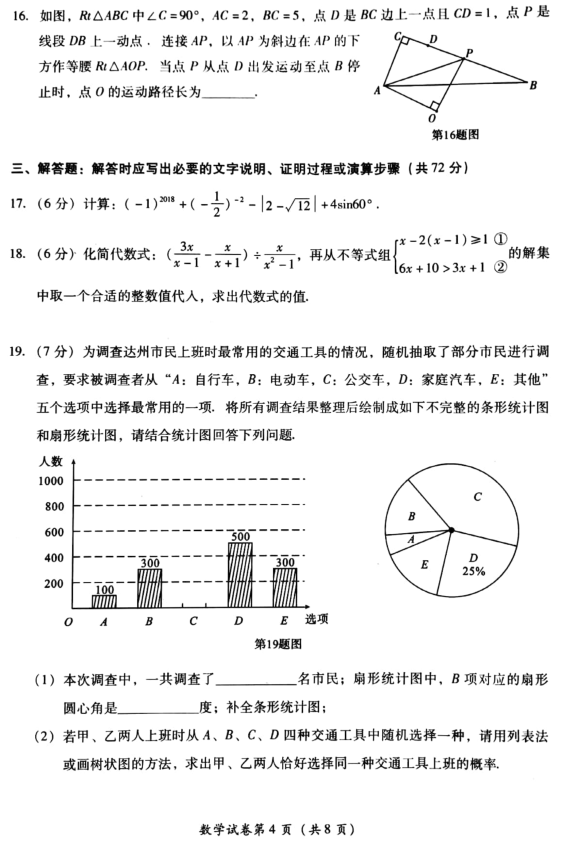 16. 如图，Rt△ABC 中∠C=90°，AC=2，BC=5，点 D 是 BC 边上一点且 CD=1，点 P 是
线段 DB 上一动点．连接 AP，以 AP 为斜边在 AP 的下
方作等腰 Rt△AOP．当点 P 从点 D 出发运动至点 B 停
止时，点 O 的运动路径长为________．
C
D
P
A
B
O
第16题图
三、解答题：解答时应写出必要的文字说明、证明过程或演算步骤（共 72 分）
17.（6 分）计算：(－1)²⁰¹⁸＋(－1/2)⁻²－|2－√12|＋4sin60°．
18.（6分）化简代数式：(3x/(x－1)－x/(x＋1))÷x/(x²－1)，再从不等式组{x－2(x－1)≥1 ① 6x＋10＞3x＋1 ② 的解集
中取一个合适的整数值代入，求出代数式的值．
19.（7 分）为调查达州市民上班时最常用的交通工具的情况，随机抽取了部分市民进行调
查，要求被调查者从“A：自行车，B：电动车，C：公交车，D：家庭汽车，E：其他”
五个选项中选择最常用的一项．将所有调查结果整理后绘制成如下不完整的条形统计图
和扇形统计图，请结合统计图回答下列问题．
人数
1000
800
600
400
200
100
300
500
300
O A B C D E 选项
C
B
A
E
D
25%
第19题图
（1）本次调查中，一共调查了________名市民；扇形统计图中，B 项对应的扇形
圆心角是________度；补全条形统计图；
（2）若甲、乙两人上班时从 A、B、C、D 四种交通工具中随机选择一种，请用列表法
或画树状图的方法，求出甲、乙两人恰好选择同一种交通工具上班的概率．
数学试卷第 4 页（共 8 页）